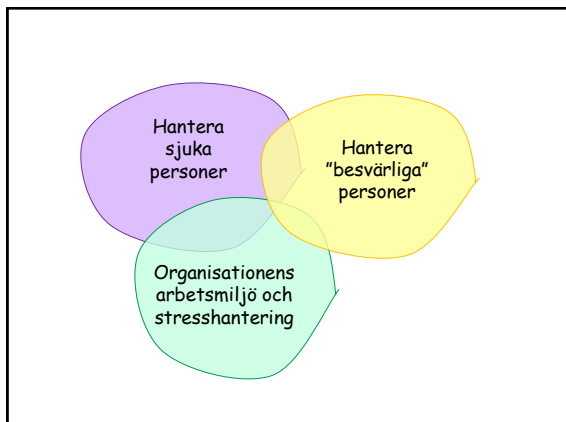 Hantera
sjuka
personer
Hantera
”besvärliga”
personer
Organisationens
arbetsmiljö och
stresshantering